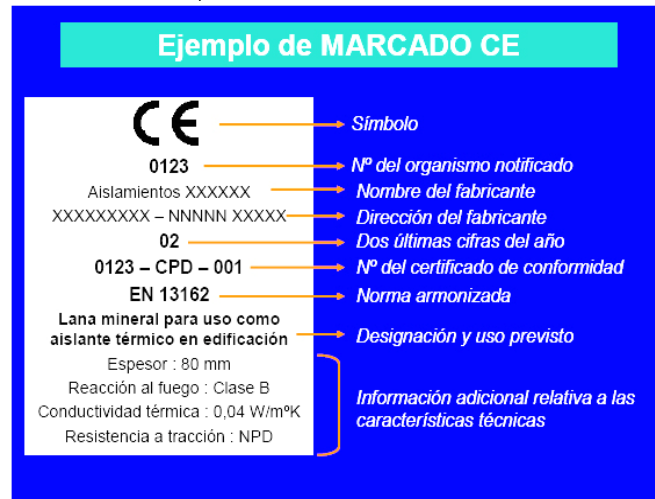 Ejemplo de MARCADO CE
CE
Símbolo
0123
Nº del organismo notificado
Aislamientos XXXXXX
Nombre del fabricante
XXXXXXXXX – NNNNN XXXXX
Dirección del fabricante
02
Dos últimas cifras del año
0123 – CPD – 001
Nº del certificado de conformidad
EN 13162
Norma armonizada
Lana mineral para uso como
aislante térmico en edificación
Designación y uso previsto
Espesor : 80 mm
Reacción al fuego : Clase B
Conductividad térmica : 0,04 W/mºK
Resistencia a tracción : NPD
Información adicional relativa a las
características técnicas